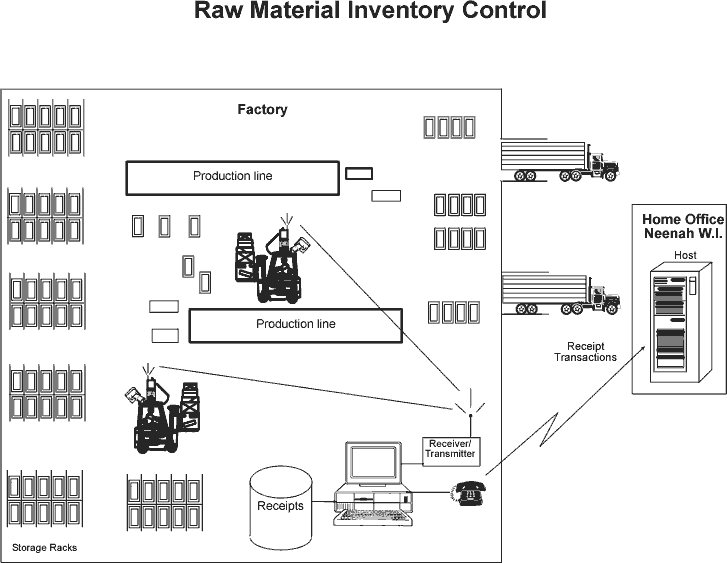 Raw Material Inventory Control
Factory
Production line
Home Office
Neenah W.I.
Host
Production line
Receipt
Transactions
Receiver/
Transmitter
Receipts
Storage Racks